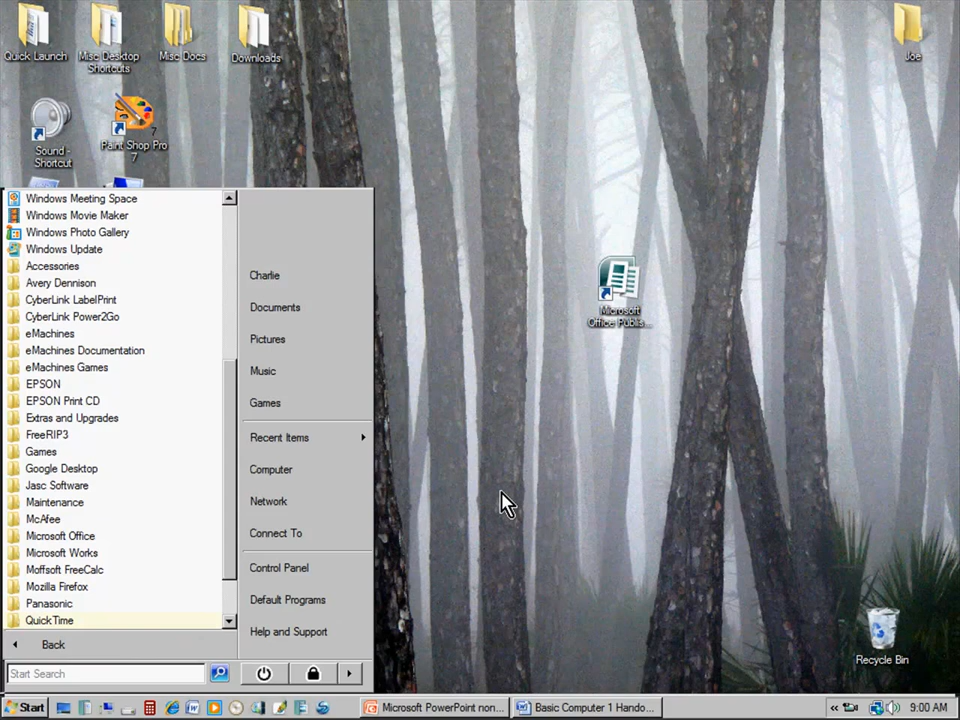 Quick Launch
Misc Desktop
Shortcuts
Misc Docs
Downloads
Joe
Sound -
Shortcut
Paint Shop Pro
7
Windows Meeting Space
Windows Movie Maker
Windows Photo Gallery
Windows Update
Accessories
Avery Dennison
CyberLink LabelPrint
CyberLink Power2Go
eMachines
eMachines Documentation
eMachines Games
EPSON
EPSON Print CD
Extras and Upgrades
FreeRIP3
Games
Google Desktop
Jasc Software
Maintenance
McAfee
Microsoft Office
Microsoft Works
Moffsoft FreeCalc
Mozilla Firefox
Panasonic
QuickTime
Back
Start Search
Charlie
Documents
Pictures
Music
Games
Recent Items
Computer
Network
Connect To
Control Panel
Default Programs
Help and Support
Microsoft
Office Publis...
Recycle Bin
Start
Microsoft PowerPoint non...
Basic Computer 1 Hando...
9:00 AM